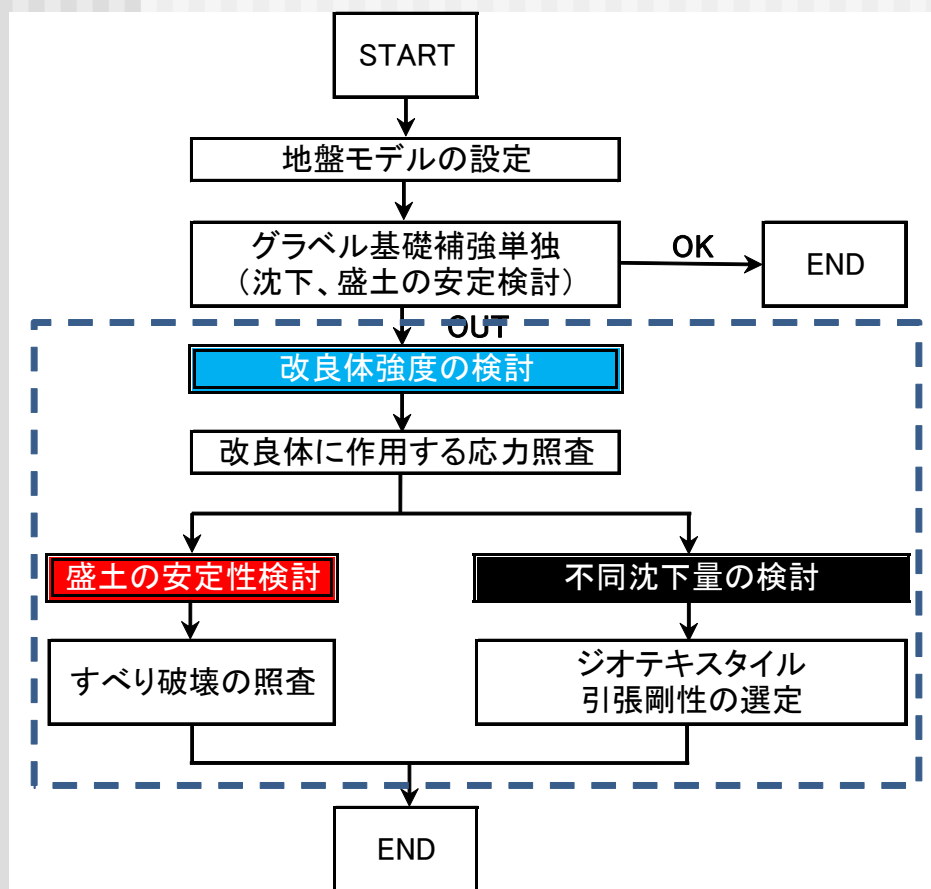 START
地盤モデルの設定
グラベル基礎補強単独
（沈下、盛土の安定検討）
OK
END
OUT
改良体強度の検討
改良体に作用する応力照査
盛土の安定性検討
不同沈下量の検討
すべり破壊の照査
ジオテキスタイル
引張剛性の選定
END